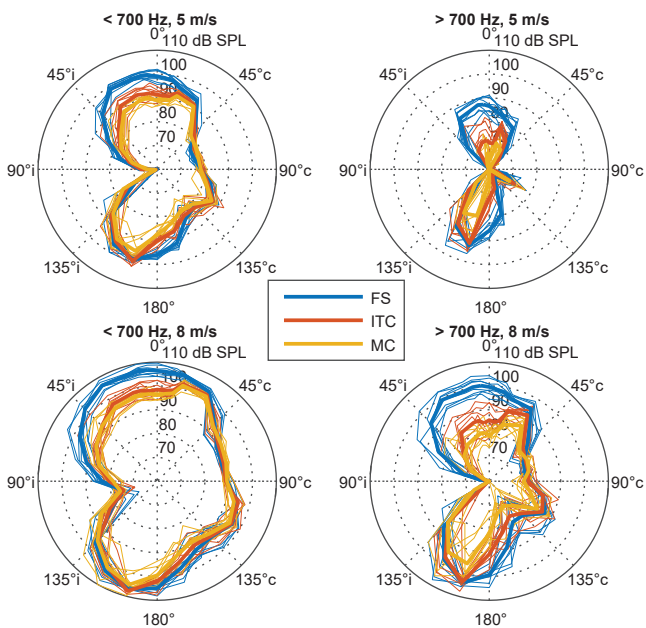 < 700 Hz, 5 m/s
0°
110 dB SPL
100
90
80
70
45°i
45°c
90°i
90°c
135°i
135°c
180°
> 700 Hz, 5 m/s
0°
110 dB SPL
100
90
80
70
45°i
45°c
90°i
90°c
135°i
135°c
180°
FS
ITC
MC
< 700 Hz, 8 m/s
0°
110 dB SPL
100
90
80
70
45°i
45°c
90°i
90°c
135°i
135°c
180°
> 700 Hz, 8 m/s
0°
110 dB SPL
100
90
80
70
45°i
45°c
90°i
90°c
135°i
135°c
180°